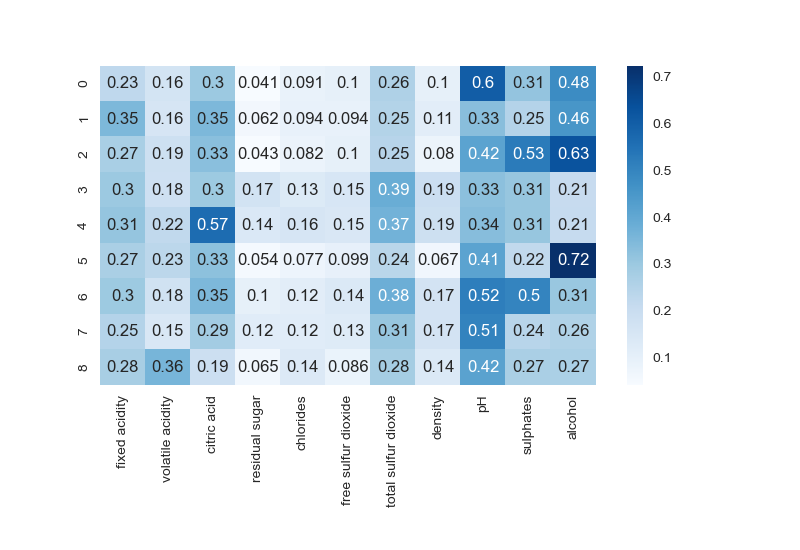 0 0.23 0.16 0.3 0.041 0.091 0.1 0.26 0.1 0.6 0.31 0.48
1 0.35 0.16 0.35 0.062 0.094 0.094 0.25 0.11 0.33 0.25 0.46
2 0.27 0.19 0.33 0.043 0.082 0.1 0.25 0.08 0.42 0.53 0.63
3 0.3 0.18 0.3 0.17 0.13 0.15 0.39 0.19 0.33 0.31 0.21
4 0.31 0.22 0.57 0.14 0.16 0.15 0.37 0.19 0.34 0.31 0.21
5 0.27 0.23 0.33 0.054 0.077 0.099 0.24 0.067 0.41 0.22 0.72
6 0.3 0.18 0.35 0.1 0.12 0.14 0.38 0.17 0.52 0.5 0.31
7 0.25 0.15 0.29 0.12 0.12 0.13 0.31 0.17 0.51 0.24 0.26
8 0.28 0.36 0.19 0.065 0.14 0.086 0.28 0.14 0.42 0.27 0.27
fixed acidity
volatile acidity
citric acid
residual sugar
chlorides
free sulfur dioxide
total sulfur dioxide
density
pH
sulphates
alcohol
0.7
0.6
0.5
0.4
0.3
0.2
0.1